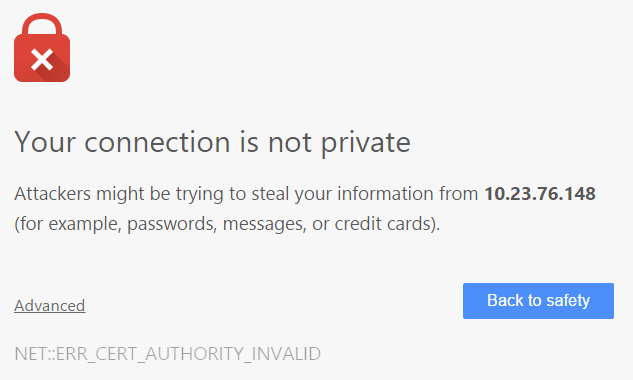 Your connection is not private
Attackers might be trying to steal your information from 10.23.76.148
(for example, passwords, messages, or credit cards).
Advanced
Back to safety
NET::ERR_CERT_AUTHORITY_INVALID